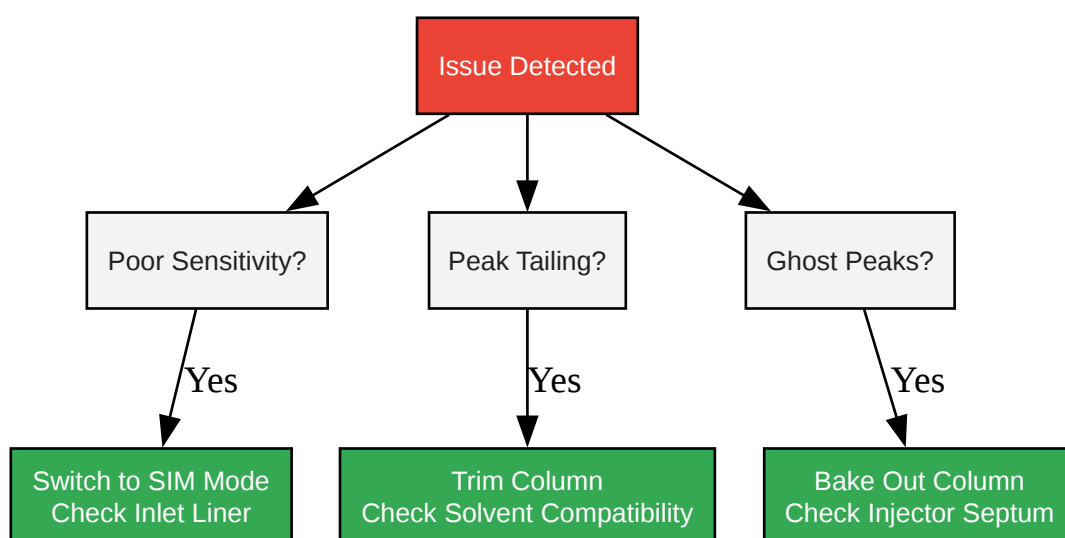 Issue Detected
Poor Sensitivity?
Peak Tailing?
Ghost Peaks?
Yes
Yes
Yes
Switch to SIM Mode
Check Inlet Liner
Trim Column
Check Solvent Compatibility
Bake Out Column
Check Injector Septum